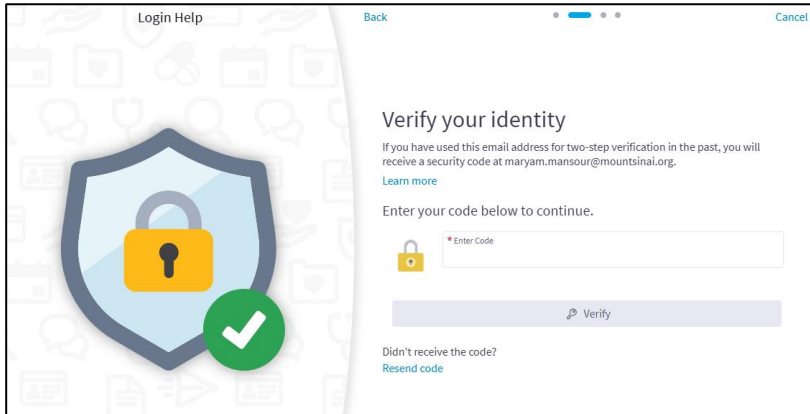 Login Help
Back
Cancel
Verify your identity
If you have used this email address for two-step verification in the past, you will
receive a security code at maryam.mansour@mountsinai.org.
Learn more
Enter your code below to continue.
* Enter Code
Verify
Didn't receive the code?
Resend code